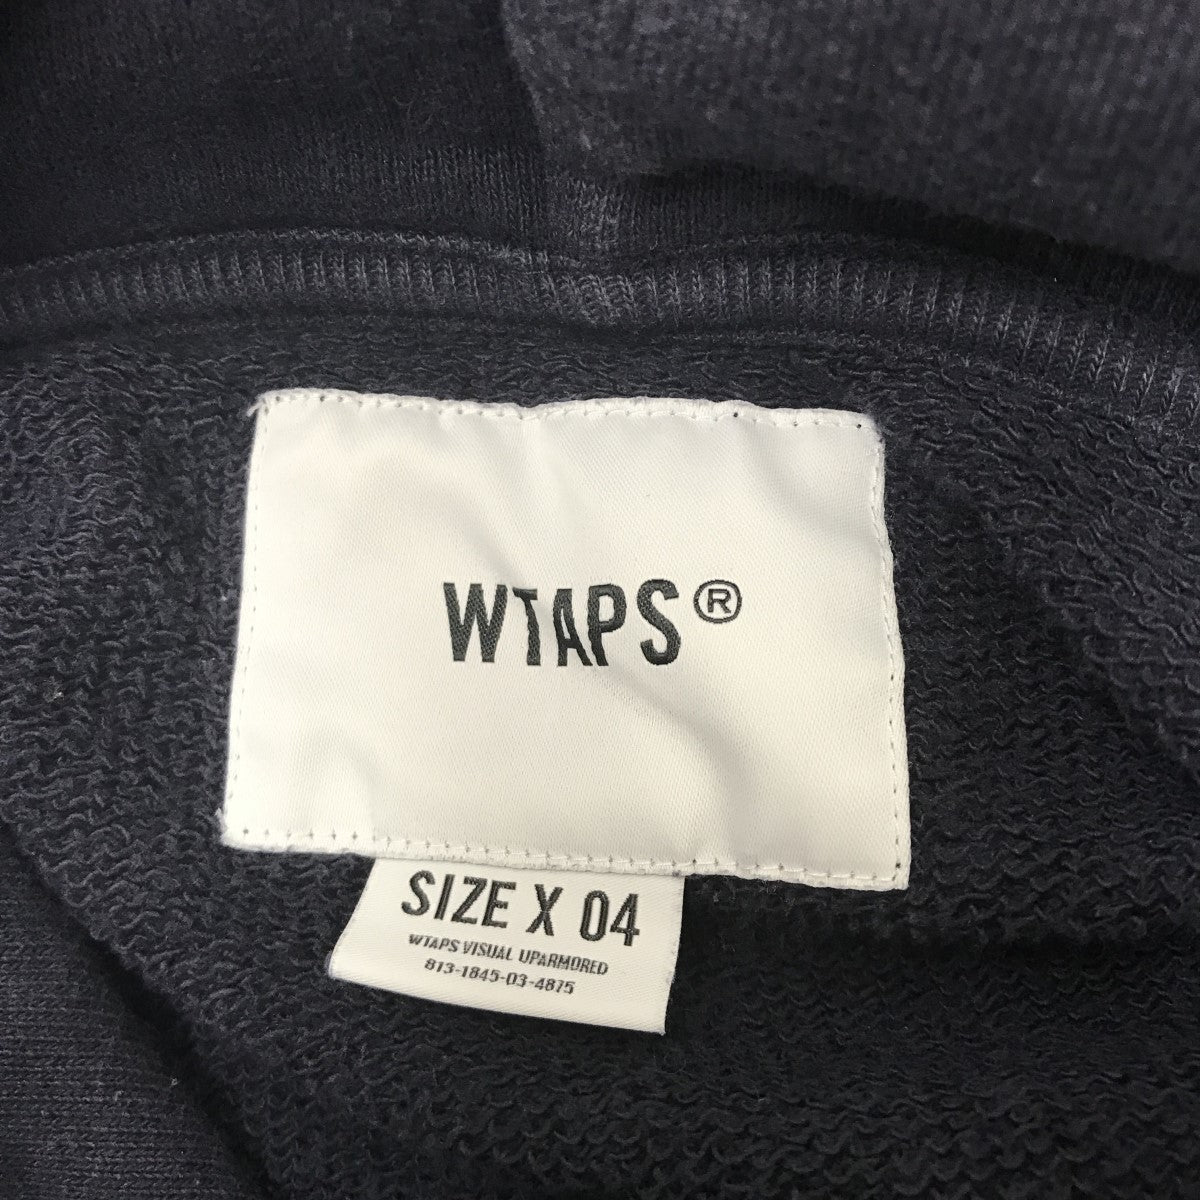 WTAPS®
SIZE X 04
WTAPS VISUAL UPARMORED
813-1845-03-4875